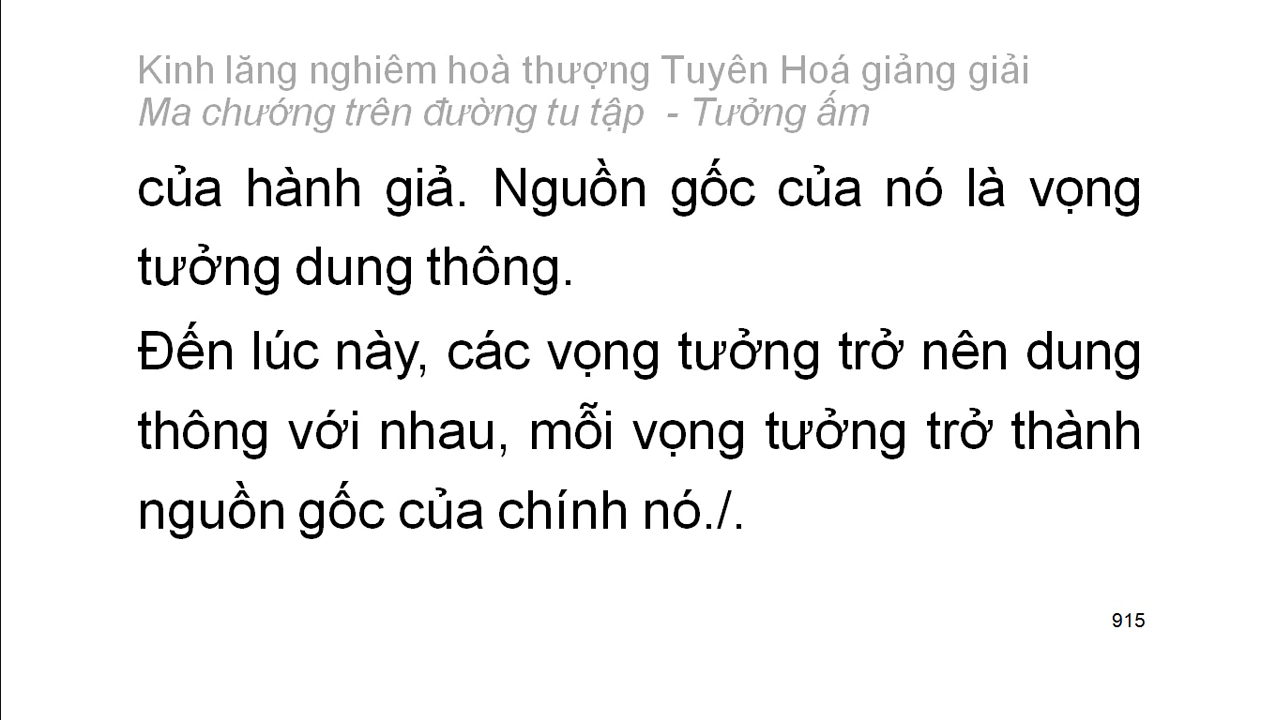 Kinh lăng nghiêm hoà thượng Tuyên Hoá giảng giải
Ma chướng trên đường tu tập - Tưởng ấm
của hành giả. Nguồn gốc của nó là vọng
tưởng dung thông.
Đến lúc này, các vọng tưởng trở nên dung
thông với nhau, mỗi vọng tưởng trở thành
nguồn gốc của chính nó./.
915